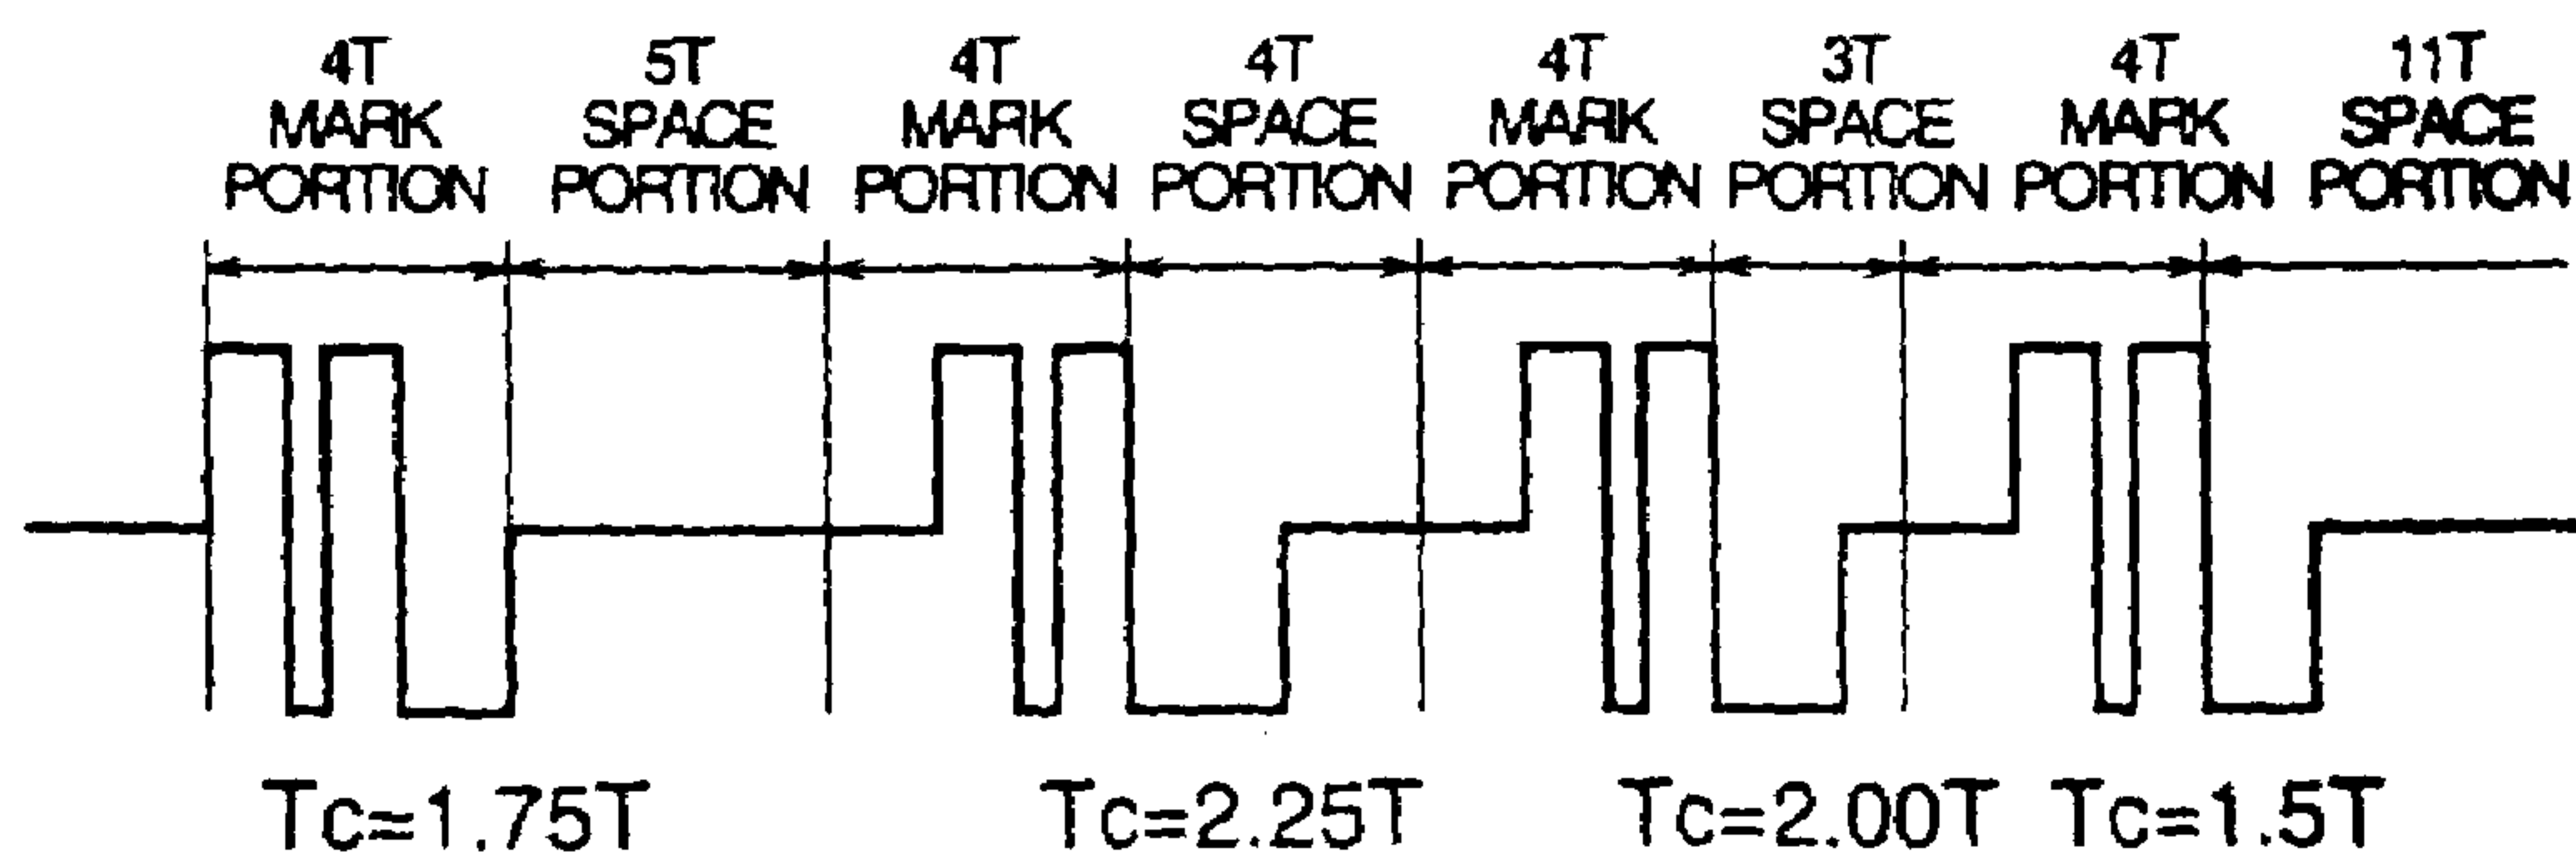 4T 5T 4T 4T 4T 3T 4T 11T
MARK SPACE MARK SPACE MARK SPACE MARK SPACE
PORTION PORTION PORTION PORTION PORTION PORTION PORTION PORTION
Tc=1.75T Tc=2.25T Tc=2.00T Tc=1.5T